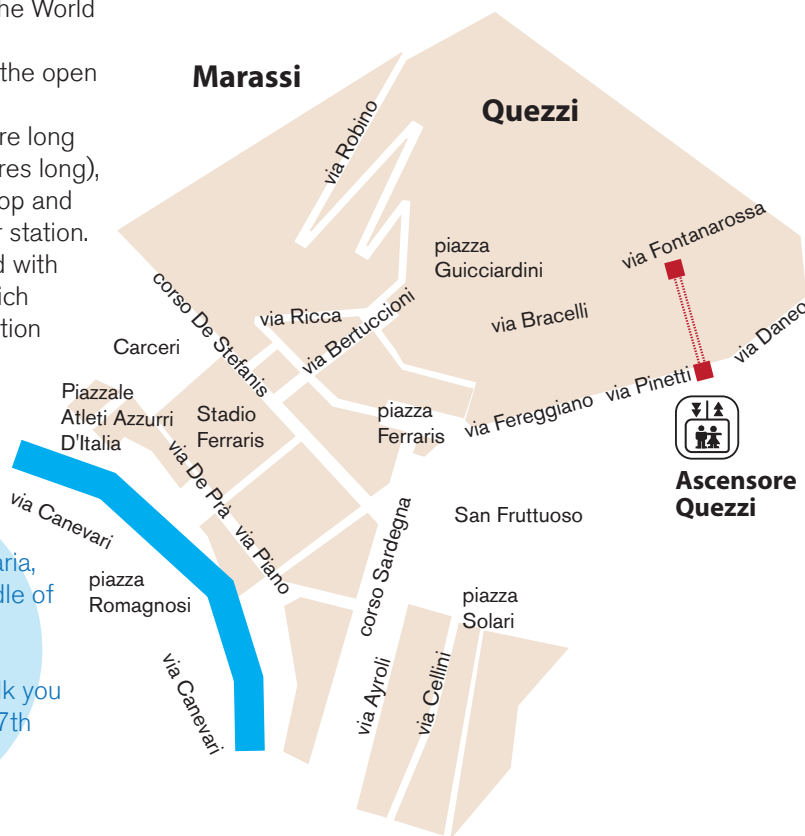 he World
the open
re long
res long),
op and
r station.
d with
ich
tion
Marassi
Quezzi
via Robino
via Fontanarossa
piazza
Guicciardini
corso De Stefanis
via Ricca
via Bertuccioni
via Bracelli
via Daneo
Carceri
Piazzale
Atleti Azzurri
D'Italia
Stadio
Ferraris
piazza
Ferraris
via Fereggiano
via Pinetti
Ascensore
Quezzi
via De Prà
via Piano
via Canevari
San Fruttuoso
corso Sardegna
piazza
Romagnosi
piazza
Solari
via Canevari
via Ayroli
via Cellini
aria,
dle of
lk you
7th